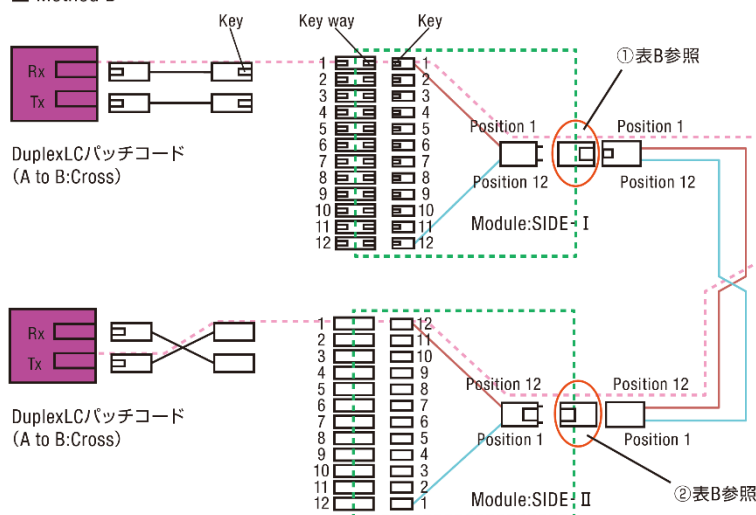 Key
Key way
Key
Rx
Tx
DuplexLCパッチコード
(A to B:Cross)
1 1
2 2
3 3
4 4
5 5
6 6
7 7
8 8
9 9
10 10
11 11
12 12
①表B参照
Position 1
Position 1
Position 12
Position 12
Module:SIDE-Ⅰ
Rx
Tx
DuplexLCパッチコード
(A to B:Cross)
1 12
2 11
3 10
4 9
5 8
6 7
7 6
8 5
9 4
10 3
11 2
12 1
Position 12
Position 12
Position 1
Position 1
Module:SIDE-Ⅱ
②表B参照